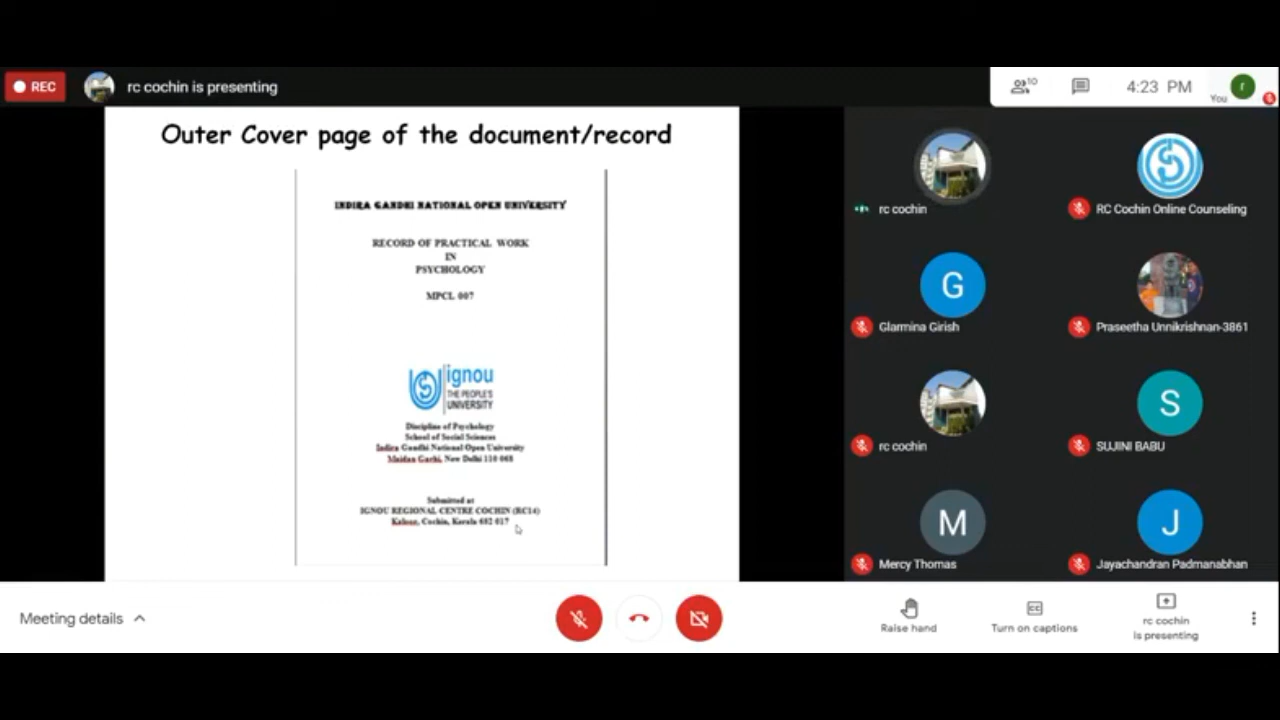 REC
rc cochin is presenting
10
4:23 PM
You
r
Outer Cover page of the document/record
INDIRA GANDHI NATIONAL OPEN UNIVERSITY
RECORD OF PRACTICAL WORK
IN
PSYCHOLOGY
MPCL 007
ignou
THE PEOPLE'S
UNIVERSITY
Discipline of Psychology
School of Social Sciences
Indira Gandhi National Open University
Maidan Garhi, New Delhi 110 068
Submitted at
IGNOU REGIONAL CENTRE COCHIN (RC14)
Kaloor, Cochin, Kerala 682 017
rc cochin
RC Cochin Online Counseling
G
Glarmina Girish
Praseetha Unnikrishnan-3861
rc cochin
S
SUJINI BABU
M
Mercy Thomas
J
Jayachandran Padmanabhan
Meeting details
Raise hand
CC
Turn on captions
rc cochin
is presenting